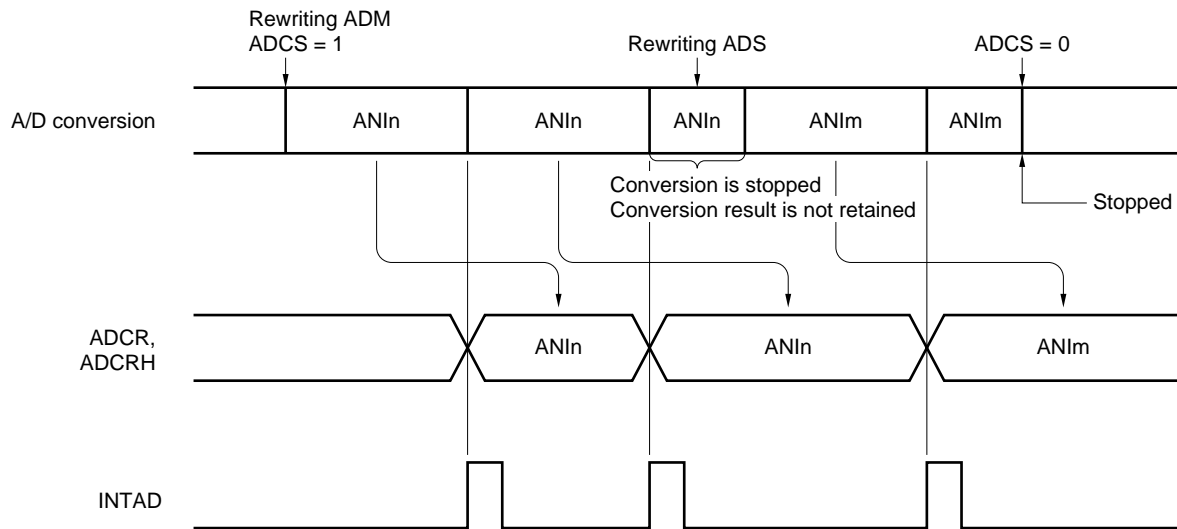 Rewriting ADM
ADCS = 1
Rewriting ADS
ADCS = 0
A/D conversion
ANIn
ANIn
ANIn
ANIm
ANIm
Conversion is stopped
Conversion result is not retained
Stopped
ADCR,
ADCRH
ANIn
ANIn
ANIm
INTAD